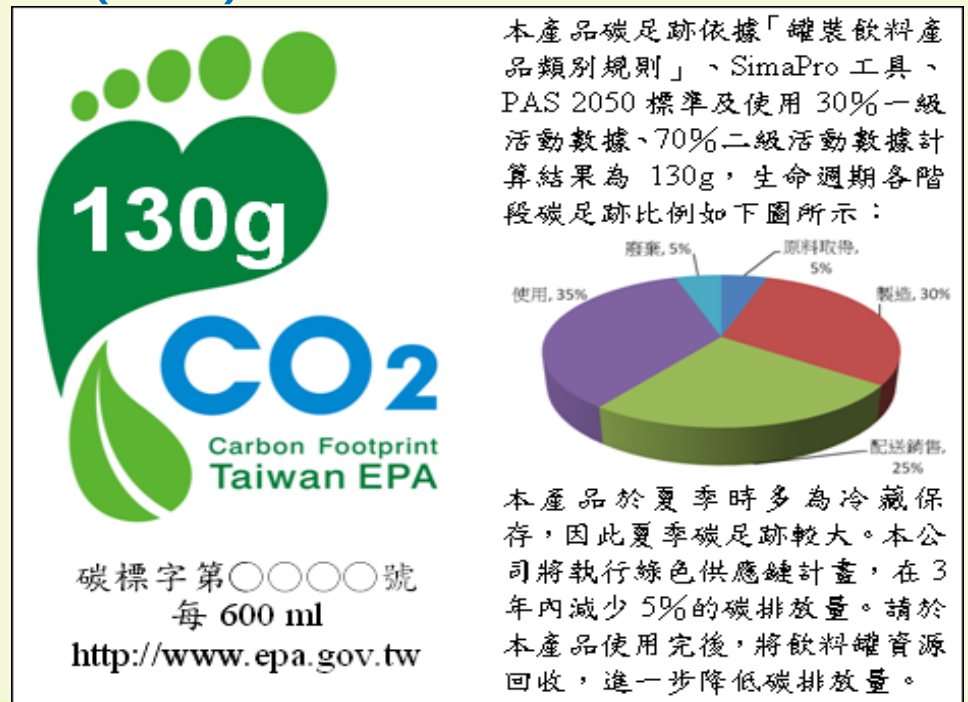 130g
CO2
Carbon Footprint
Taiwan EPA
碳標字第○○○○號
每 600 ml
http://www.epa.gov.tw
本產品碳足跡依據「罐裝飲料產
品類別規則」、SimaPro 工具、
PAS 2050 標準及使用 30%一級
活動數據、70%二級活動數據計
算結果為 130g，生命週期各階
段碳足跡比例如下圖所示：
廢棄, 5%
原料取得,
5%
使用, 35%
製造, 30%
配送銷售,
25%
本產品於夏季時多為冷藏保
存，因此夏季碳足跡較大。本公
司將執行綠色供應鏈計畫，在 3
年內減少 5%的碳排放量。請於
本產品使用完後，將飲料罐資源
回收，進一步降低碳排放量。